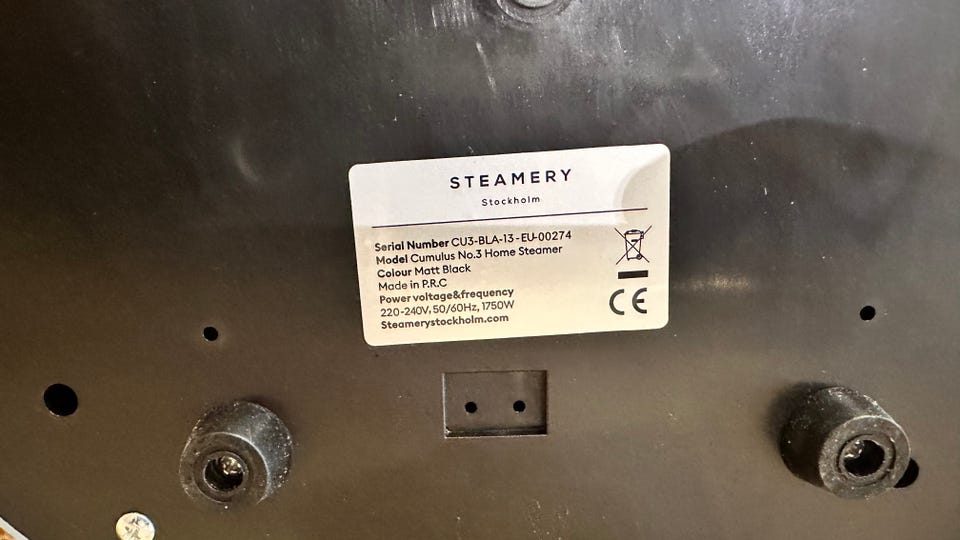 STEAMERY
Stockholm
Serial Number CU3-BLA-13-EU-00274
Model Cumulus No.3 Home Steamer
Colour Matt Black
Made in P.R.C
Power voltage&frequency
220-240V, 50/60Hz, 1750W
Steamerystockholm.com
CE